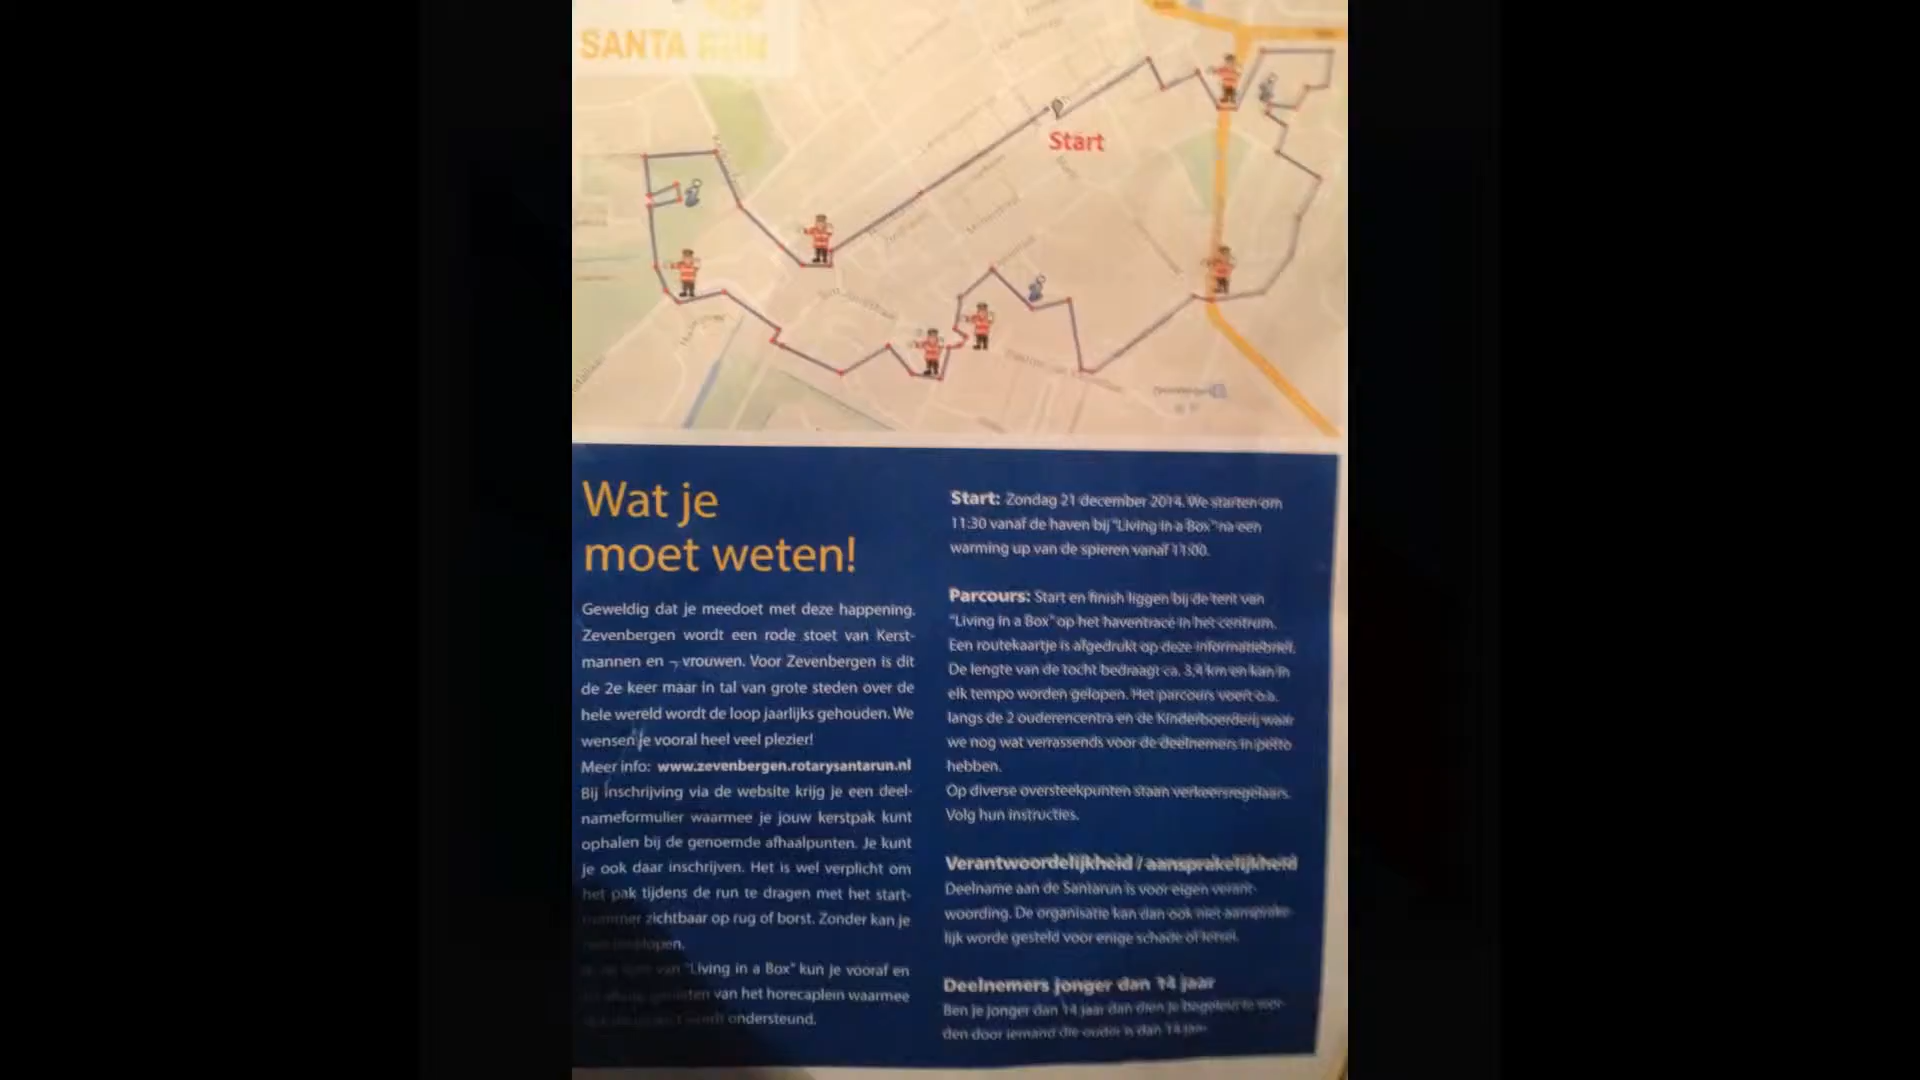 SANTA RUN
Start
Wat je
moet weten!
Geweldig dat je meedoet met deze happening.
Zevenbergen wordt een rode stoet van Kerst-
mannen en - vrouwen. Voor Zevenbergen is dit
de 2e keer maar in tal van grote steden over de
hele wereld wordt de loop jaarlijks gehouden. We
wensen je vooral heel veel plezier!
Meer info: www.zevenbergen.rotarysantarun.nl
Bij inschrijving via de website krijg je een deel-
nameformulier waarmee je jouw kerstpak kunt
ophalen bij de genoemde afhaalpunten. Je kunt
je ook daar inschrijven. Het is wel verplicht om
het pak tijdens de run te dragen met het start-
nummer zichtbaar op rug of borst. Zonder kan je
van "Living in a Box" kun je vooraf en
van het horecaplein waarmee
ondersteund.
Start: Zondag 21 december 2014. We starten om
11:30 vanaf de haven bij "Living in a Box" na een
warming up van de spieren vanaf 11:00.
Parcours: Start en finish liggen bij de tent van
"Living in a Box" op het haventracé in het centrum.
Een routekaartje is afgedrukt op deze informatiebrief.
De lengte van de tocht bedraagt ca. 3,4 km en kan in
elk tempo worden gelopen. Het parcours voert o.a.
langs de 2 ouderencentra en de Kinderboerderij waar
we nog wat verrassends voor de deelnemers in petto
hebben.
Op diverse oversteekpunten staan verkeersregelaars.
Volg hun instructies.
Verantwoordelijkheid / aansprakelijkheid
Deelname aan de Santarun is voor eigen verant-
woording. De organisatie kan dan ook niet aansprake-
lijk worde gesteld voor enige schade of letsel.
Deelnemers jonger dan 14 jaar
Ben je jonger dan 14 jaar dan dien je begeleid te wor-
den door iemand die ouder is dan 14 jaar